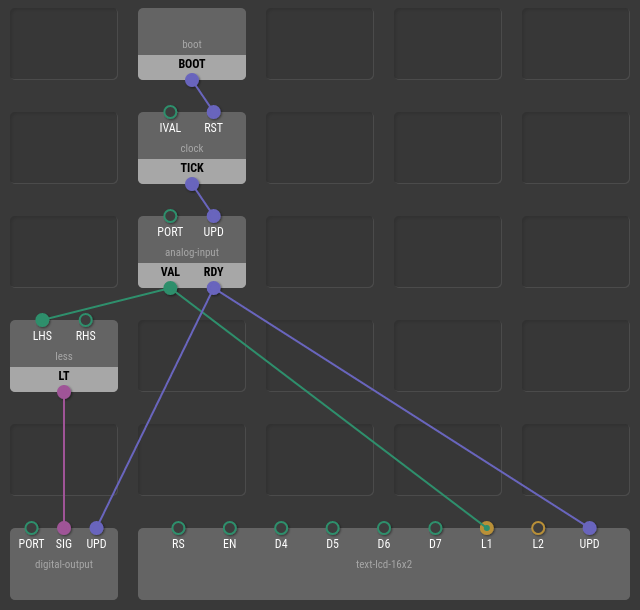 boot
BOOT
IVAL RST
clock
TICK
PORT UPD
analog-input
VAL RDY
LHS RHS
less
LT
PORT SIG UPD RS EN D4 D5 D6 D7 L1 L2 UPD
digital-output text-lcd-16x2